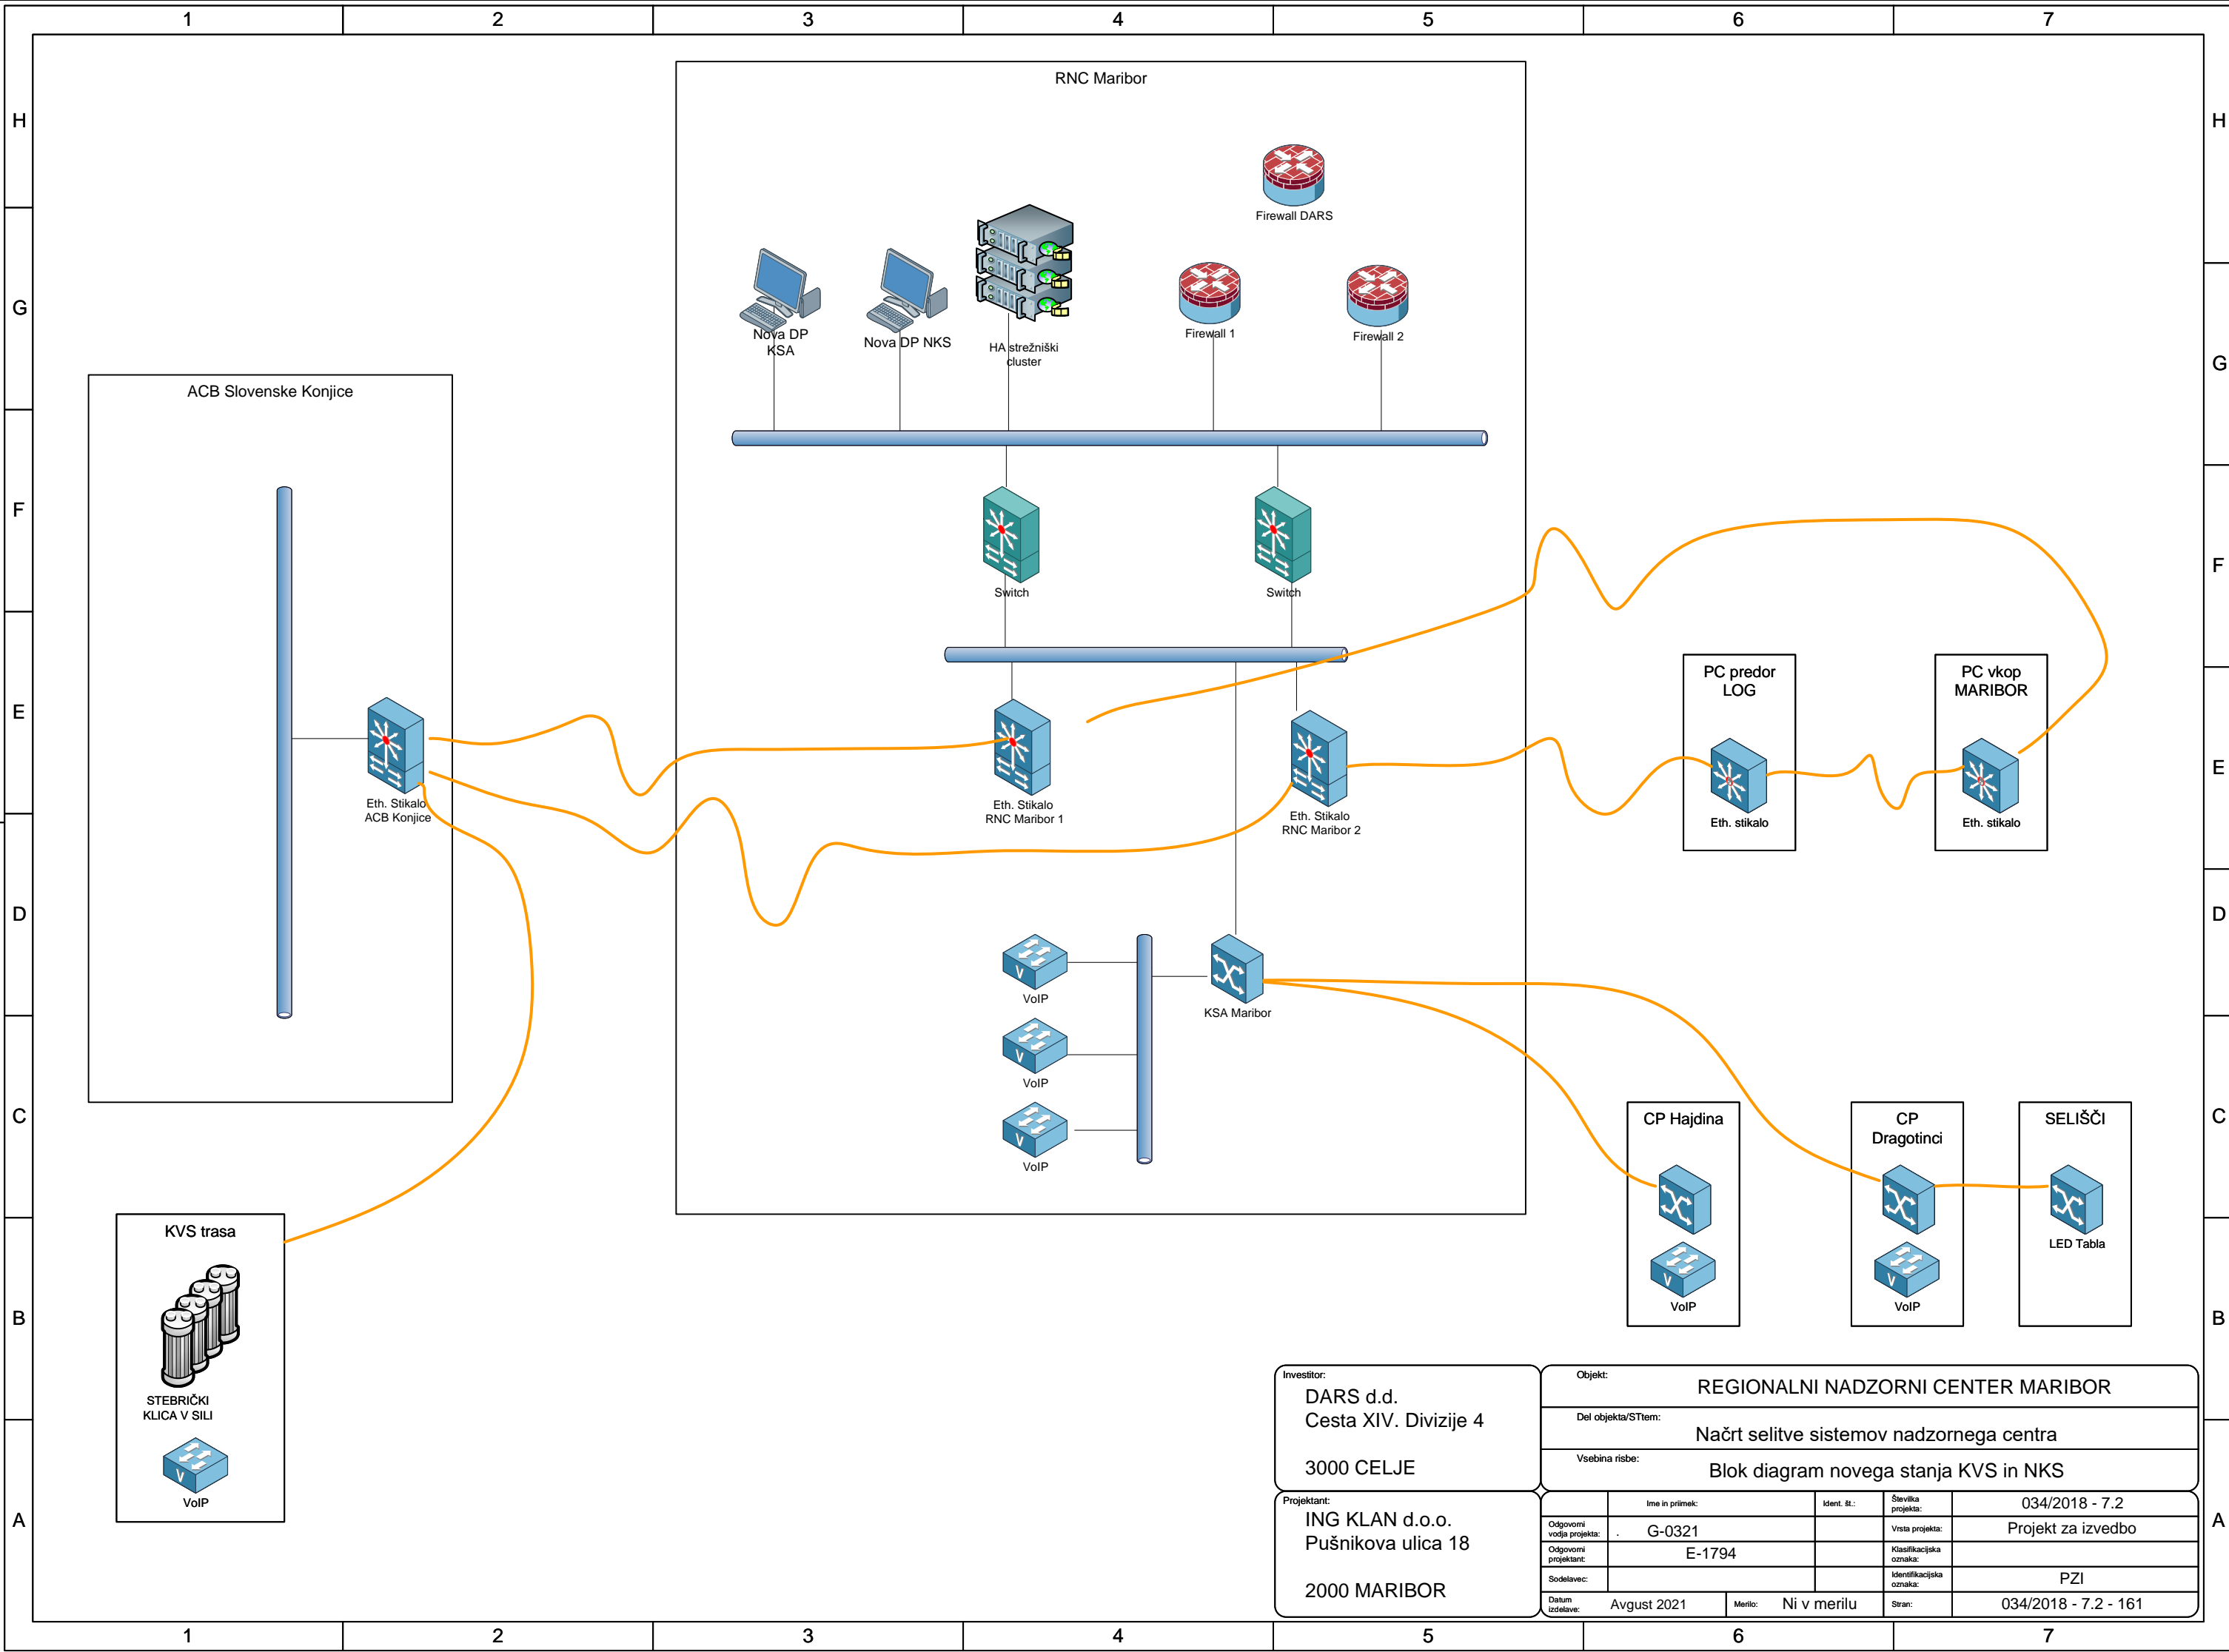 1 2 3 4 5 6 7
H H
G G
F F
E E
D D
C C
B B
A A
RNC Maribor
Firewall DARS
Nova DP
KSA
Nova DP NKS
HA strežniški
cluster
Firewall 1
Firewall 2
ACB Slovenske Konjice
Switch
Switch
PC predor
LOG
PC vkop
MARIBOR
Eth. Stikalo
ACB Konjice
Eth. Stikalo
RNC Maribor 1
Eth. Stikalo
RNC Maribor 2
Eth. stikalo
Eth. stikalo
V
VoIP
V
VoIP
V
VoIP
KSA Maribor
CP Hajdina
CP
Dragotinci
SELIŠČI
LED Tabla
V
VoIP
V
VoIP
KVS trasa
STEBRIČKI
KLICA V SILI
V
VoIP
Investitor:
DARS d.d.
Cesta XIV. Divizije 4
3000 CELJE
Projektant:
ING KLAN d.o.o.
Pušnikova ulica 18
2000 MARIBOR
Objekt:
REGIONALNI NADZORNI CENTER MARIBOR
Del objekta/STtem:
Načrt selitve sistemov nadzornega centra
Vsebina risbe:
Blok diagram novega stanja KVS in NKS
Ime in priimek: Ident. št.: Številka projekta: 034/2018 - 7.2
Odgovorni vodja projekta: . G-0321 Vrsta projekta: Projekt za izvedbo
Odgovorni projektant: E-1794 Klasifikacijska oznaka:
Sodelavec: Identifikacijska oznaka: PZI
Datum izdelave: Avgust 2021 Merilo: Ni v merilu Stran: 034/2018 - 7.2 - 161
1 2 3 4 5 6 7